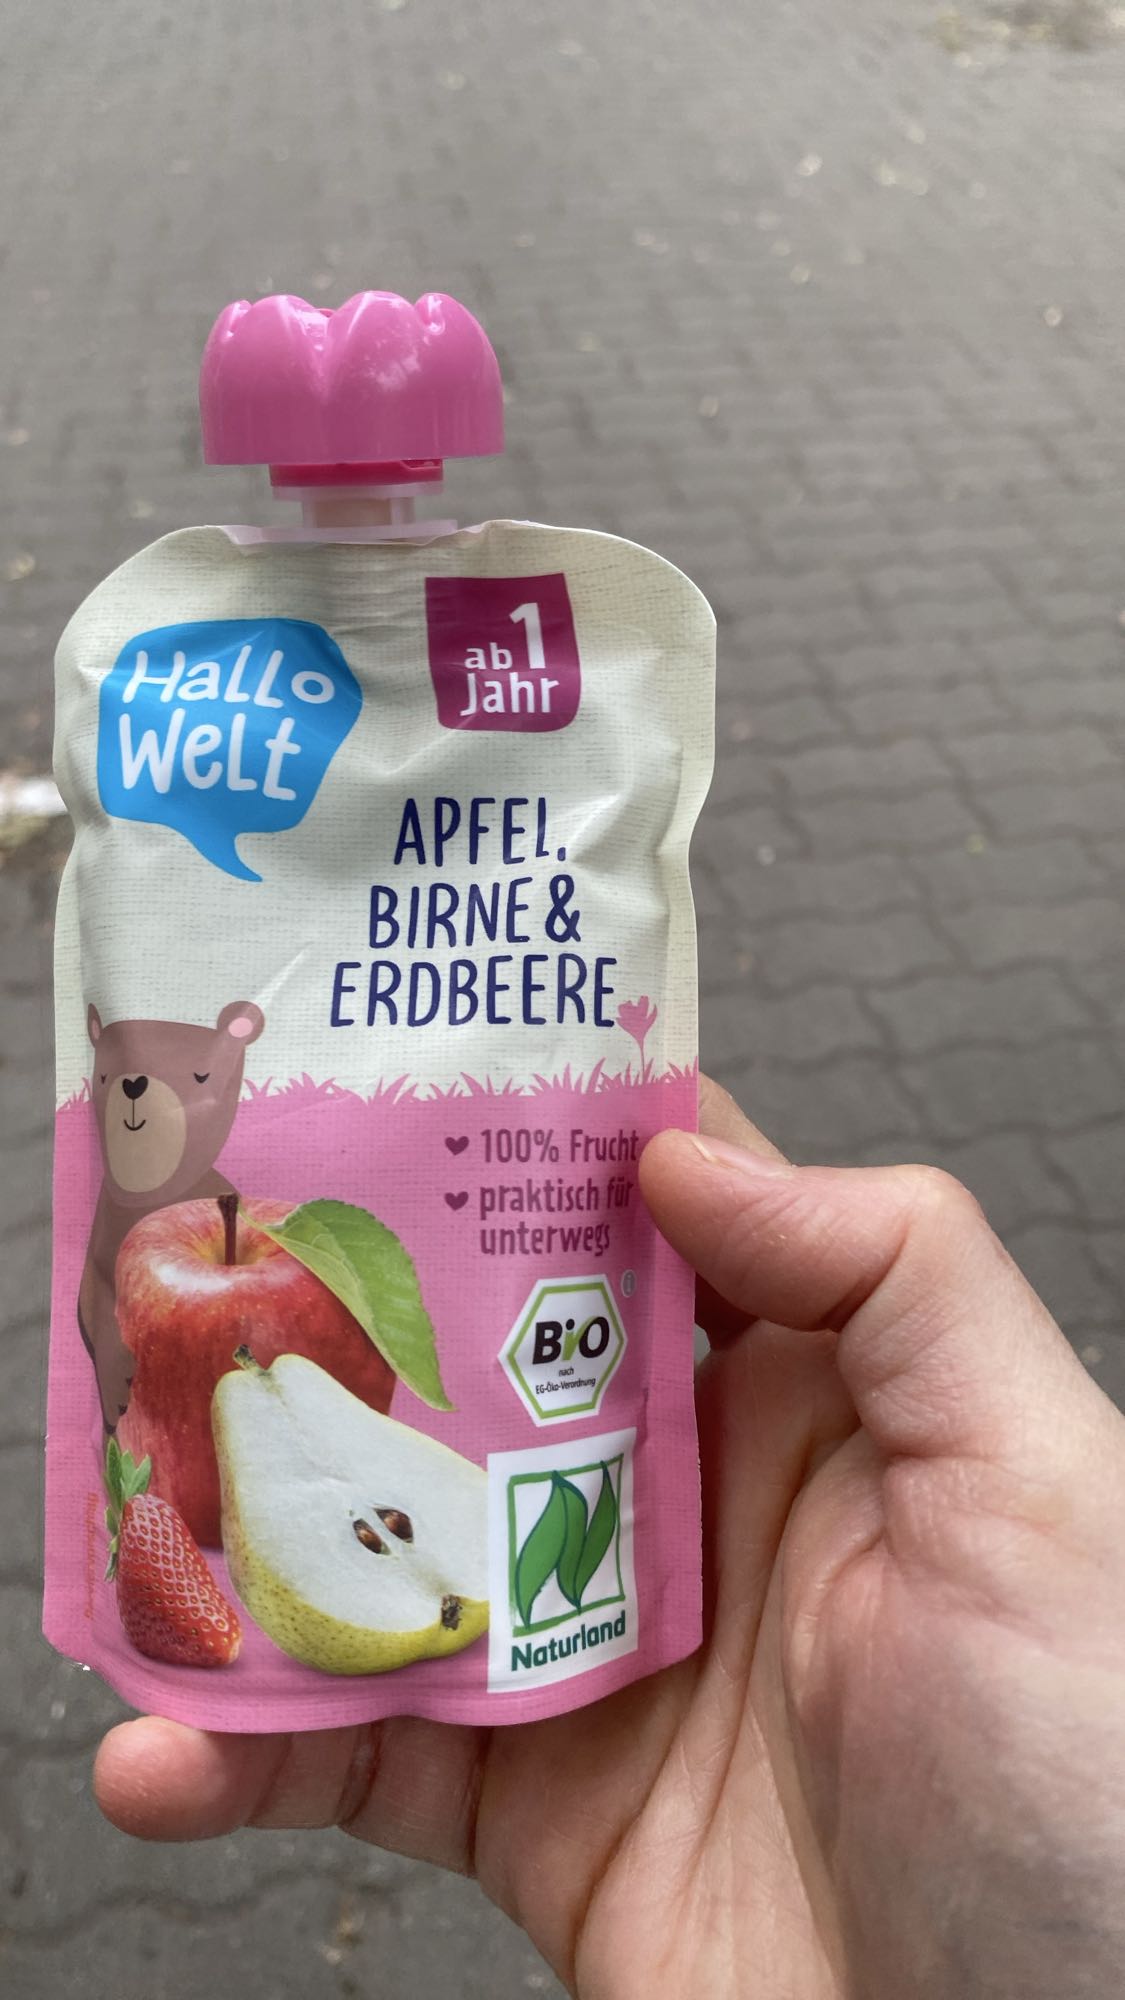 Hallo
Welt
ab 1
Jahr
APFEL,
BIRNE &
ERDBEERE
100% Frucht
praktisch für
unterwegs
Bio
nach
EG-Öko-Verordnung
Naturland